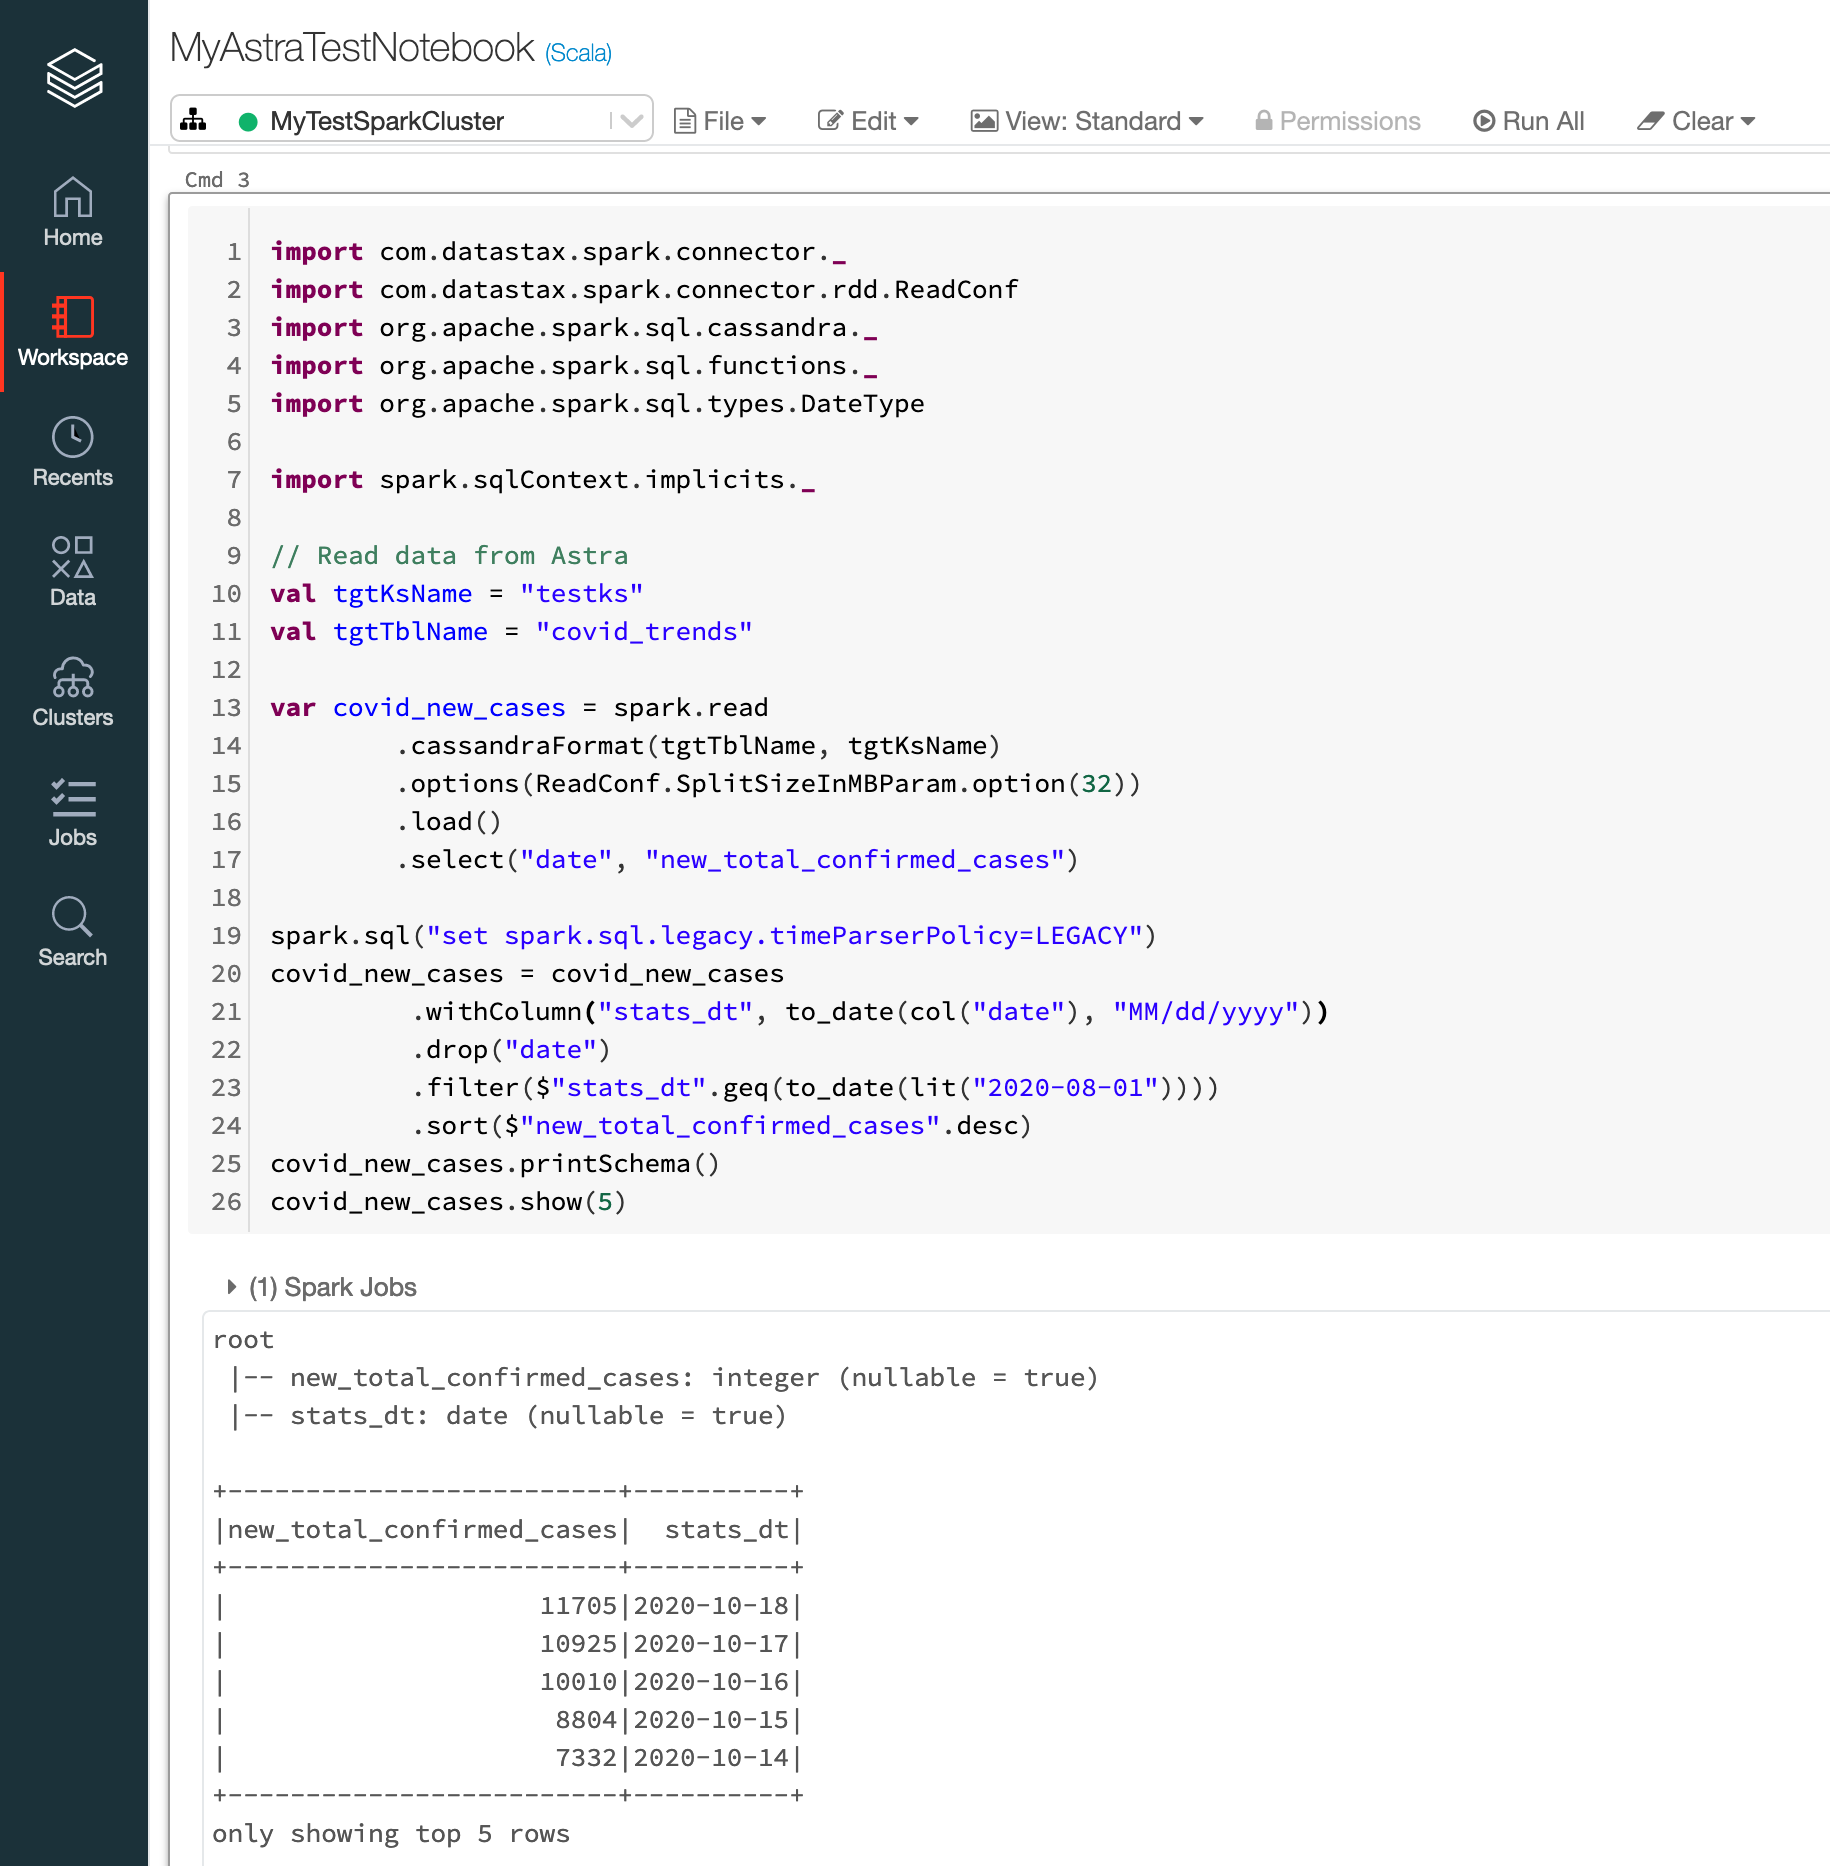 MyAstraTestNotebook (Scala)
MyTestSparkCluster File Edit View: Standard Permissions Run All Clear
Home
Workspace
Recents
Data
Clusters
Jobs
Search
Cmd 3
1 import com.datastax.spark.connector._
2 import com.datastax.spark.connector.rdd.ReadConf
3 import org.apache.spark.sql.cassandra._
4 import org.apache.spark.sql.functions._
5 import org.apache.spark.sql.types.DateType
6
7 import spark.sqlContext.implicits._
8
9 // Read data from Astra
10 val tgtKsName = "testks"
11 val tgtTblName = "covid_trends"
12
13 var covid_new_cases = spark.read
14         .cassandraFormat(tgtTblName, tgtKsName)
15         .options(ReadConf.SplitSizeInMBParam.option(32))
16         .load()
17         .select("date", "new_total_confirmed_cases")
18
19 spark.sql("set spark.sql.legacy.timeParserPolicy=LEGACY")
20 covid_new_cases = covid_new_cases
21          .withColumn("stats_dt", to_date(col("date"), "MM/dd/yyyy"))
22          .drop("date")
23          .filter($"stats_dt".geq(to_date(lit("2020-08-01"))))
24          .sort($"new_total_confirmed_cases".desc)
25 covid_new_cases.printSchema()
26 covid_new_cases.show(5)
(1) Spark Jobs
root
 |-- new_total_confirmed_cases: integer (nullable = true)
 |-- stats_dt: date (nullable = true)

+-------------------------+----------+
|new_total_confirmed_cases|  stats_dt|
+-------------------------+----------+
|                    11705|2020-10-18|
|                    10925|2020-10-17|
|                    10010|2020-10-16|
|                     8804|2020-10-15|
|                     7332|2020-10-14|
+-------------------------+----------+
only showing top 5 rows